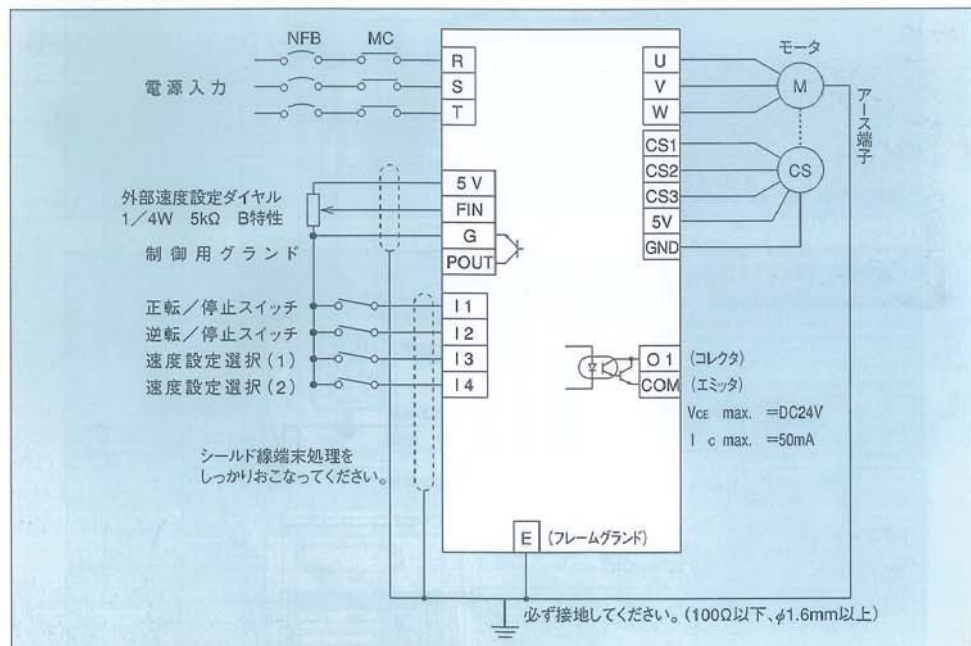 NFB MC
電源入力
R
S
T
外部速度設定ダイヤル
1/4W 5kΩ B特性
制御用グランド
5V
FIN
G
POUT
正転/停止スイッチ
逆転/停止スイッチ
速度設定選択(1)
速度設定選択(2)
I1
I2
I3
I4
シールド線端末処理を
しっかりおこなってください。
U
V
W
CS1
CS2
CS3
5V
GND
モータ
M
CS
アース端子
O1 (コレクタ)
COM (エミッタ)
VCE max. =DC24V
I c max. =50mA
E (フレームグランド)
必ず接地してください。(100Ω以下、φ1.6mm以上)